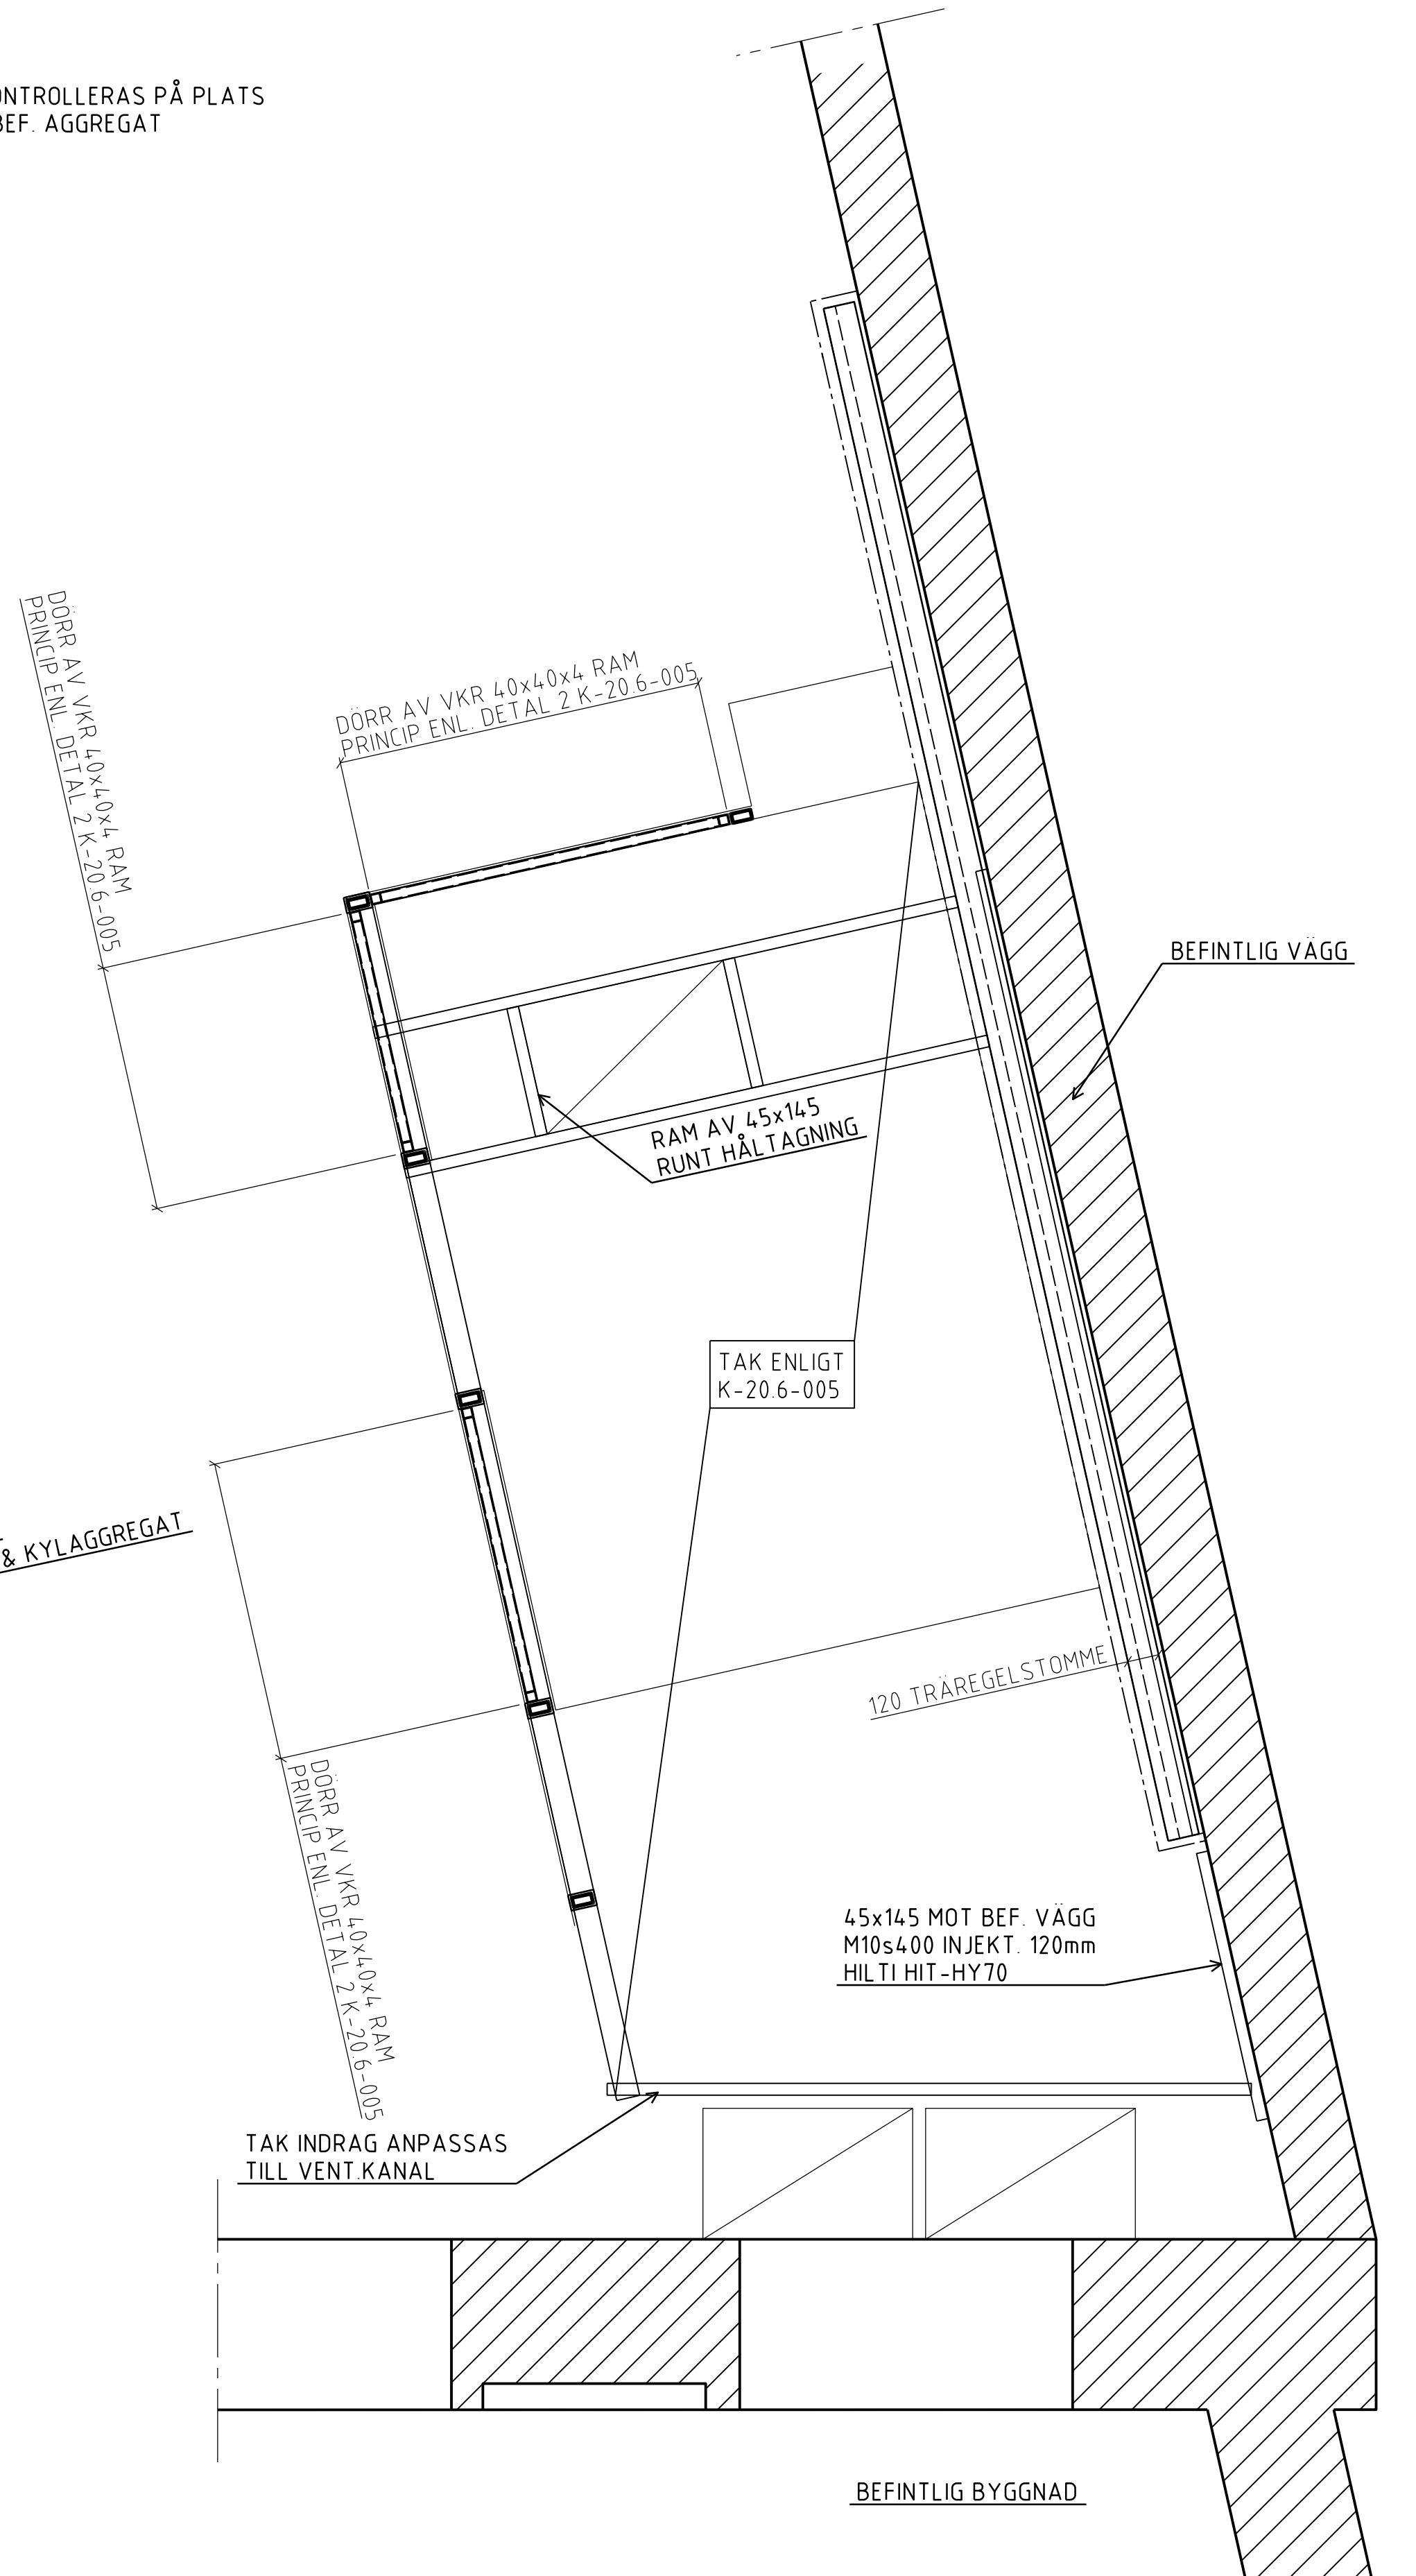 ONTROLLERAS PÅ PLATS
BEF. AGGREGAT
DÖRR AV VKR 40x40x4 RAM
PRINCIP ENL. DETAL 2 K-20.6-005
DÖRR AV VKR 40x40x4 RAM
PRINCIP ENL. DETAL 2 K-20.6-005
BEFINTLIG VÄGG
RAM AV 45x145
RUNT HÅLTAGNING
TAK ENLIGT
K-20.6-005
& KYLAGGREGAT
120 TRÄREGELSTOMME
DÖRR AV VKR 40x40x4 RAM
PRINCIP ENL. DETAL 2 K-20.6-005
45x145 MOT BEF. VÄGG
M10s400 INJEKT. 120mm
HILTI HIT-HY70
TAK INDRAG ANPASSAS
TILL VENT.KANAL
BEFINTLIG BYGGNAD